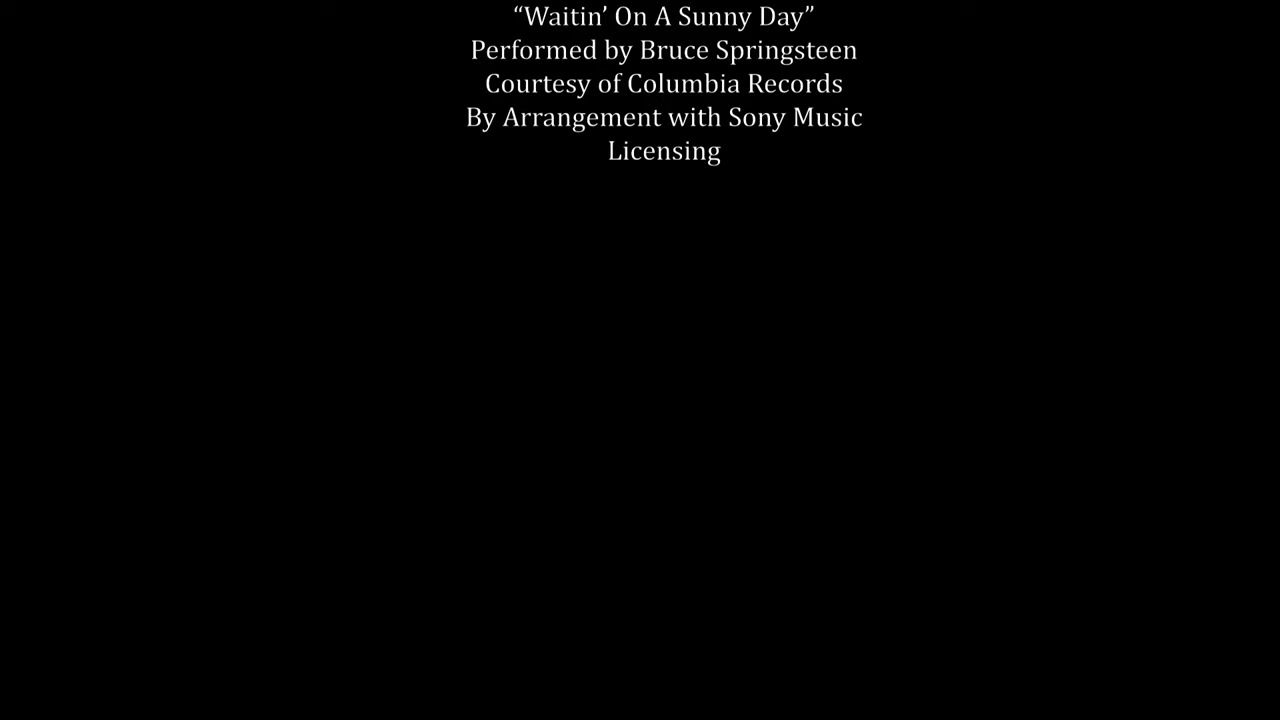 “Waitin’ On A Sunny Day”
Performed by Bruce Springsteen
Courtesy of Columbia Records
By Arrangement with Sony Music
Licensing